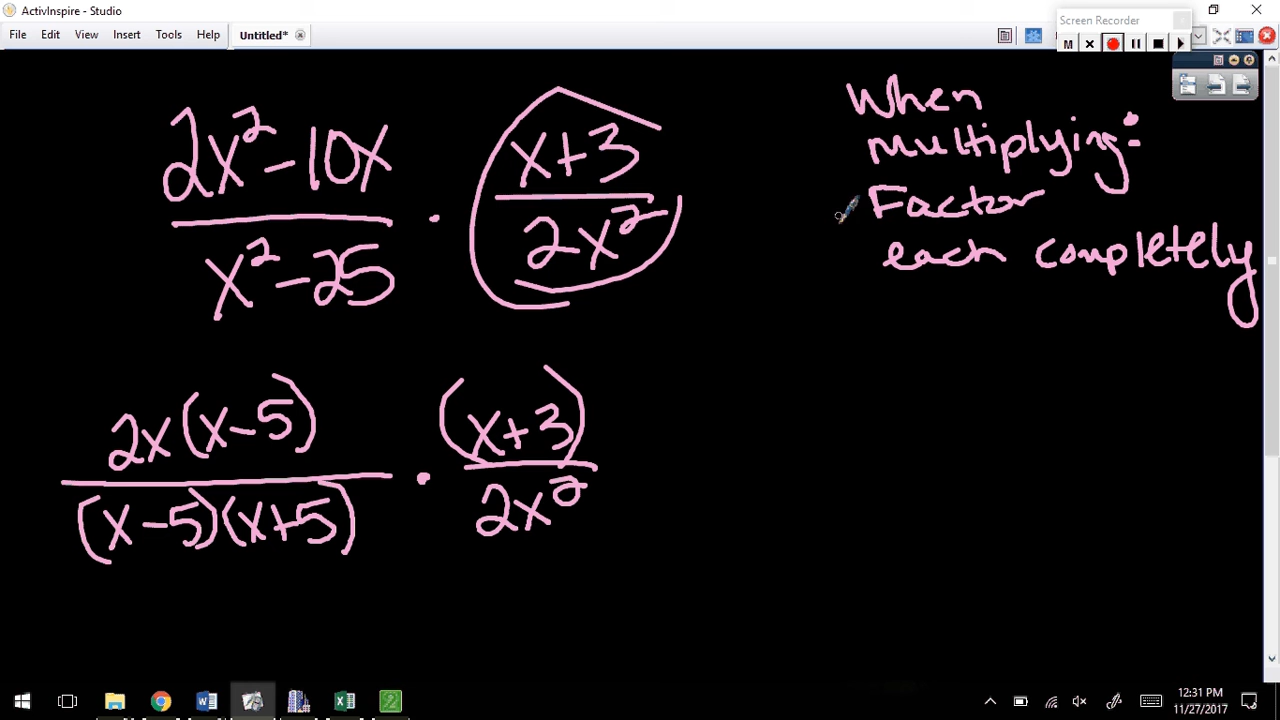 ActivInspire - Studio
Screen Recorder
File Edit View Insert Tools Help Untitled*
M
2x² - 10x
x² - 25
·
x+3
2x²
When
multiplying:
Factor
each completely
2x(x-5)
(x-5)(x+5)
·
(x+3)
2x²
12:31 PM
11/27/2017